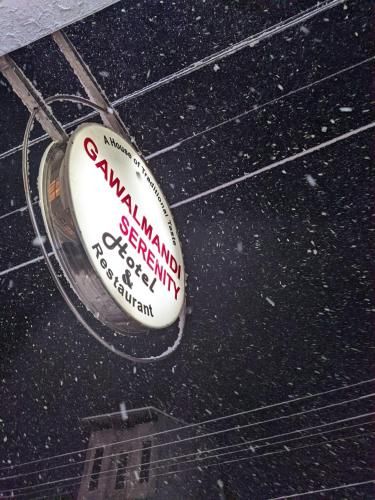 A House of Traditional Taste
GAWALMANDI
SERENITY
Hotel
&
Restaurant